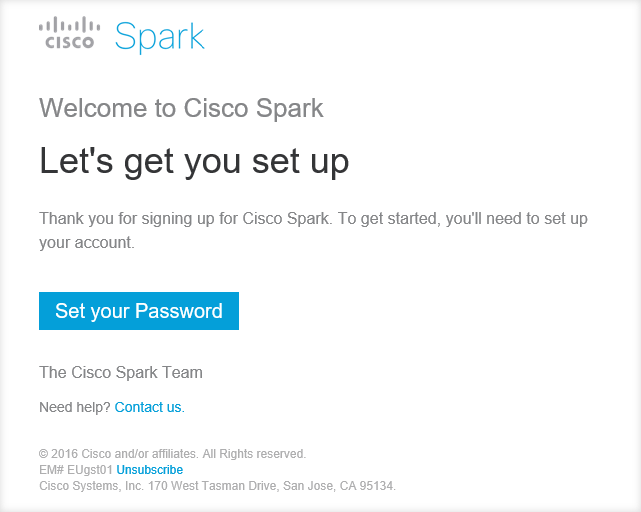 CISCO Spark
Welcome to Cisco Spark
Let's get you set up
Thank you for signing up for Cisco Spark. To get started, you'll need to set up
your account.
Set your Password
The Cisco Spark Team
Need help? Contact us.
© 2016 Cisco and/or affiliates. All Rights reserved.
EM# EUgst01 Unsubscribe
Cisco Systems, Inc. 170 West Tasman Drive, San Jose, CA 95134.